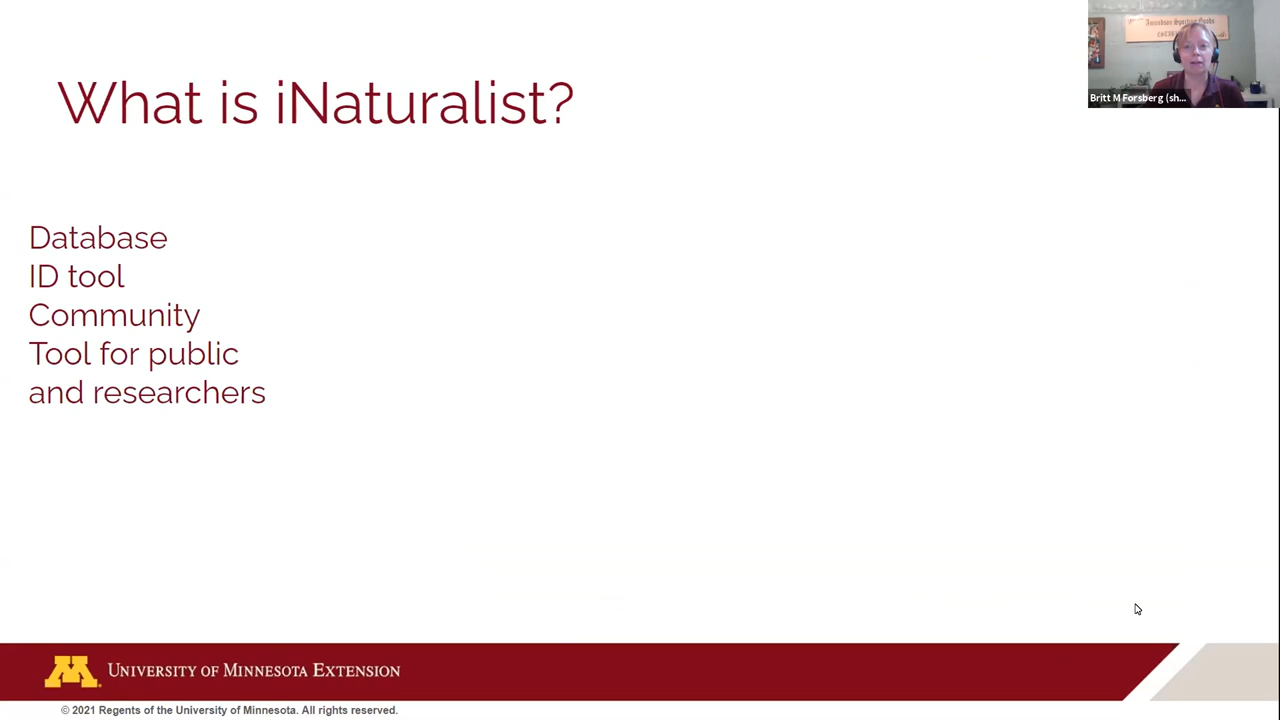 What is iNaturalist?
Britt M Forsberg (sh...
Database
ID tool
Community
Tool for public
and researchers
M
UNIVERSITY OF MINNESOTA EXTENSION
© 2021 Regents of the University of Minnesota. All rights reserved.